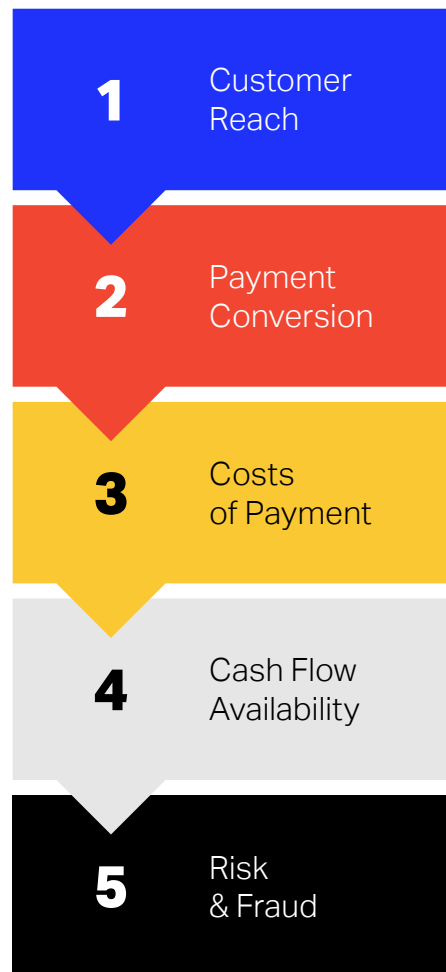 1
Customer
Reach
2
Payment
Conversion
3
Costs
of Payment
4
Cash Flow
Availability
5
Risk
& Fraud